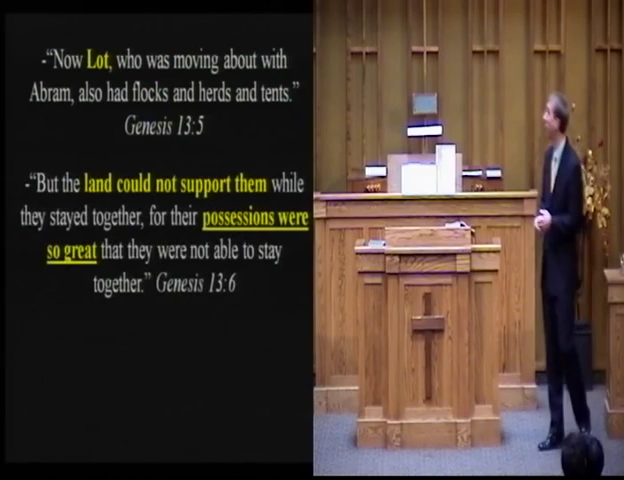 -“Now Lot, who was moving about with
Abram, also had flocks and herds and tents.”
Genesis 13:5
-“But the land could not support them while
they stayed together, for their possessions were
so great that they were not able to stay
together.” Genesis 13:6